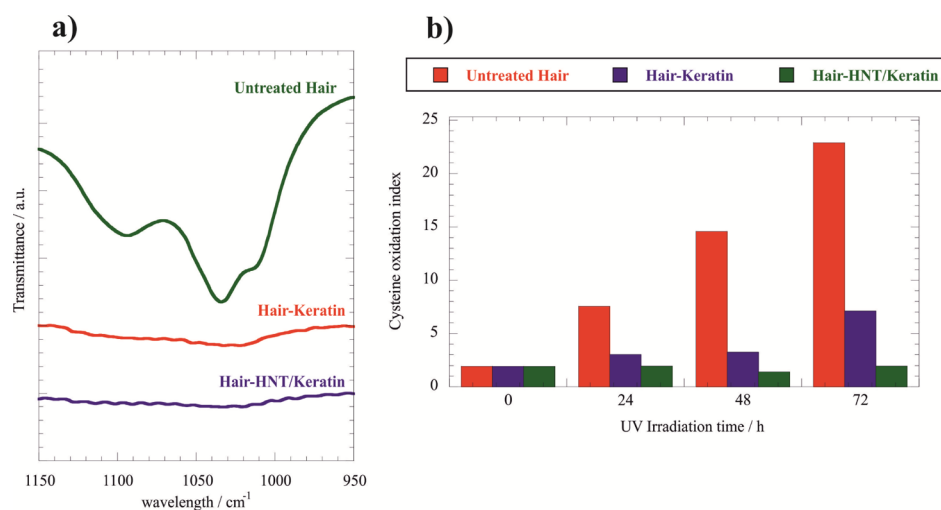 a)
Untreated Hair
Hair-Keratin
Hair-HNT/Keratin
Transmittance / a.u.
1150 1100 1050 1000 950
wavelength / cm⁻¹
b)
Untreated Hair Hair-Keratin Hair-HNT/Keratin
Cysteine oxidation index
25
20
15
10
5
0
0 24 48 72
UV Irradiation time / h